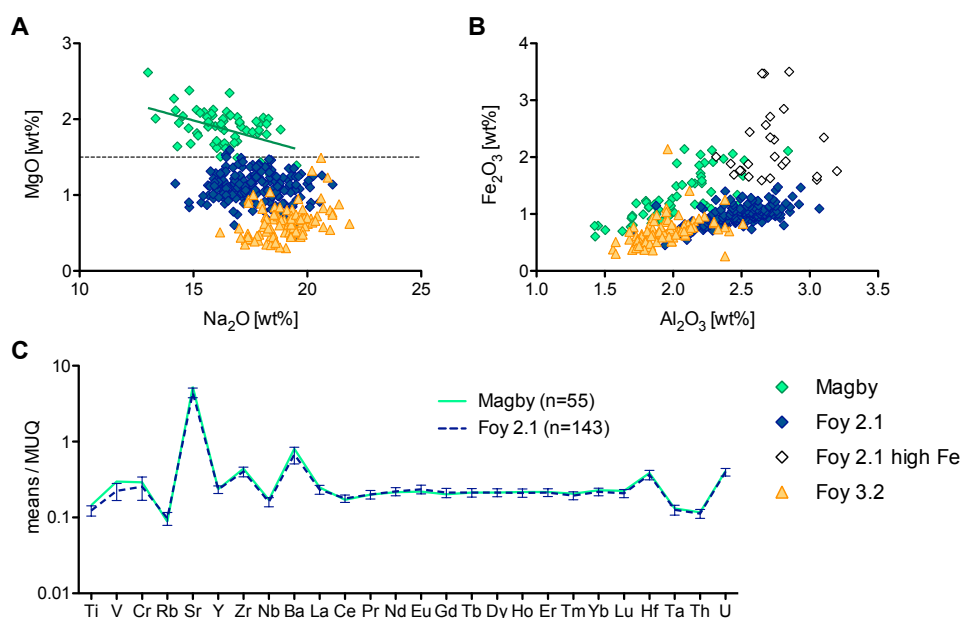 A
MgO [wt%]
3
2
1
0
10
15
20
25
Na₂O [wt%]
B
Fe₂O₃ [wt%]
4
3
2
1
0
1.0
1.5
2.0
2.5
3.0
3.5
Al₂O₃ [wt%]
C
means / MUQ
10
1
0.1
0.01
Magby (n=55)
Foy 2.1 (n=143)
Ti V Cr Rb Sr Y Zr Nb Ba La Ce Pr Nd Eu Gd Tb Dy Ho Er Tm Yb Lu Hf Ta Th U
Magby
Foy 2.1
Foy 2.1 high Fe
Foy 3.2